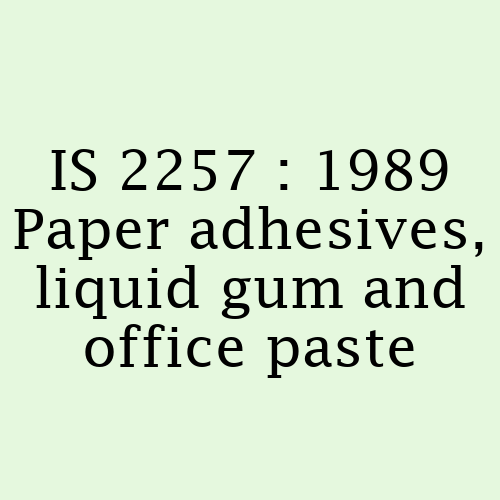 IS 2257 : 1989
Paper adhesives,
liquid gum and
office paste